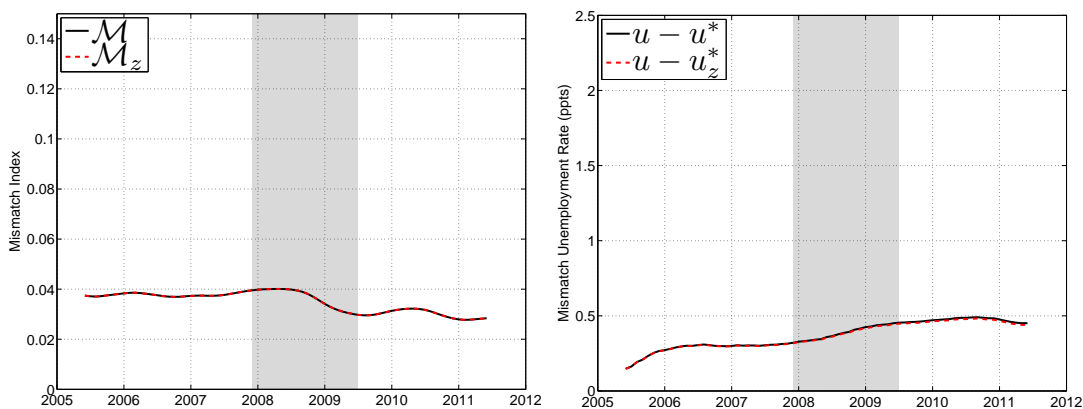 ℳ
ℳ_z
0.14
0.12
0.1
0.08
0.06
0.04
0.02
0
Mismatch Index
2005 2006 2007 2008 2009 2010 2011 2012
u − u*
u − u*_z
2.5
2
1.5
1
0.5
0
Mismatch Unemployment Rate (ppts)
2005 2006 2007 2008 2009 2010 2011 2012